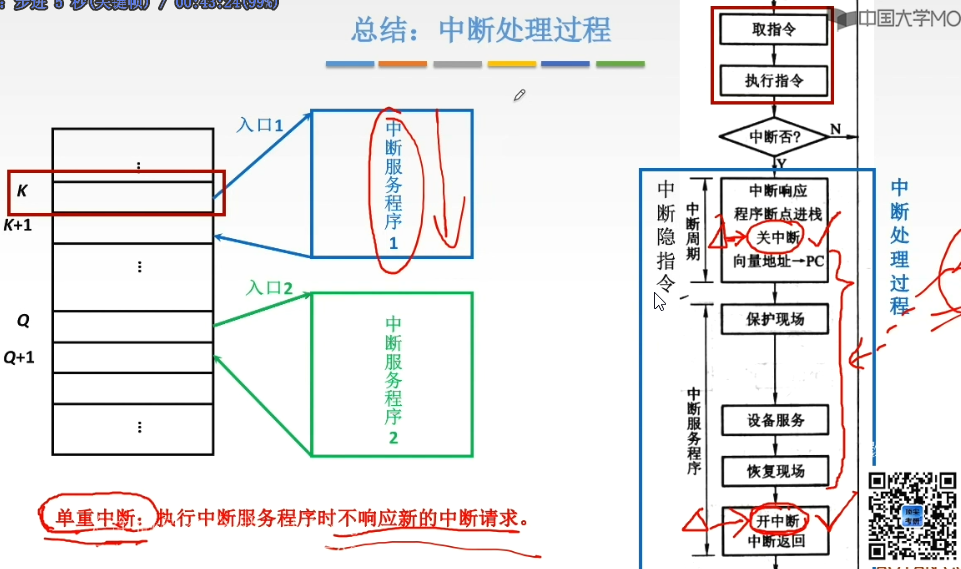 步进 5 秒(关键帧) / 00:43:24(99%)
总结：中断处理过程
中国大学MO
K
K+1
Q
Q+1
入口1
中断服务程序1
入口2
中断服务程序2
单重中断：执行中断服务程序时不响应新的中断请求。
取指令
执行指令
中断否?
N
Y
中断隐指令
中断周期
中断响应
程序断点进栈
关中断
向量地址→PC
中断处理过程
保护现场
中断服务程序
设备服务
恢复现场
开中断
中断返回